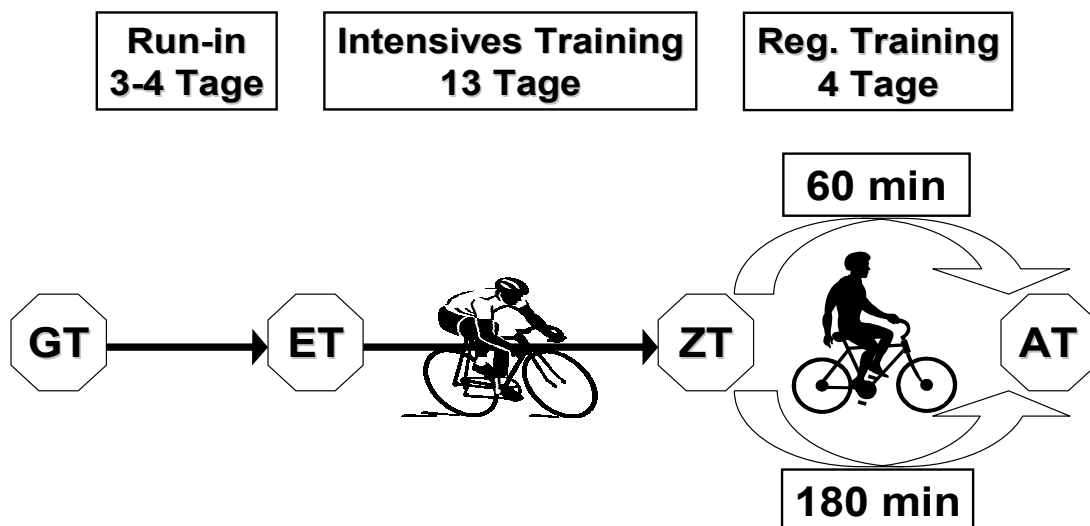 Run-in
3-4 Tage
Intensives Training
13 Tage
Reg. Training
4 Tage
60 min
GT
ET
ZT
AT
180 min